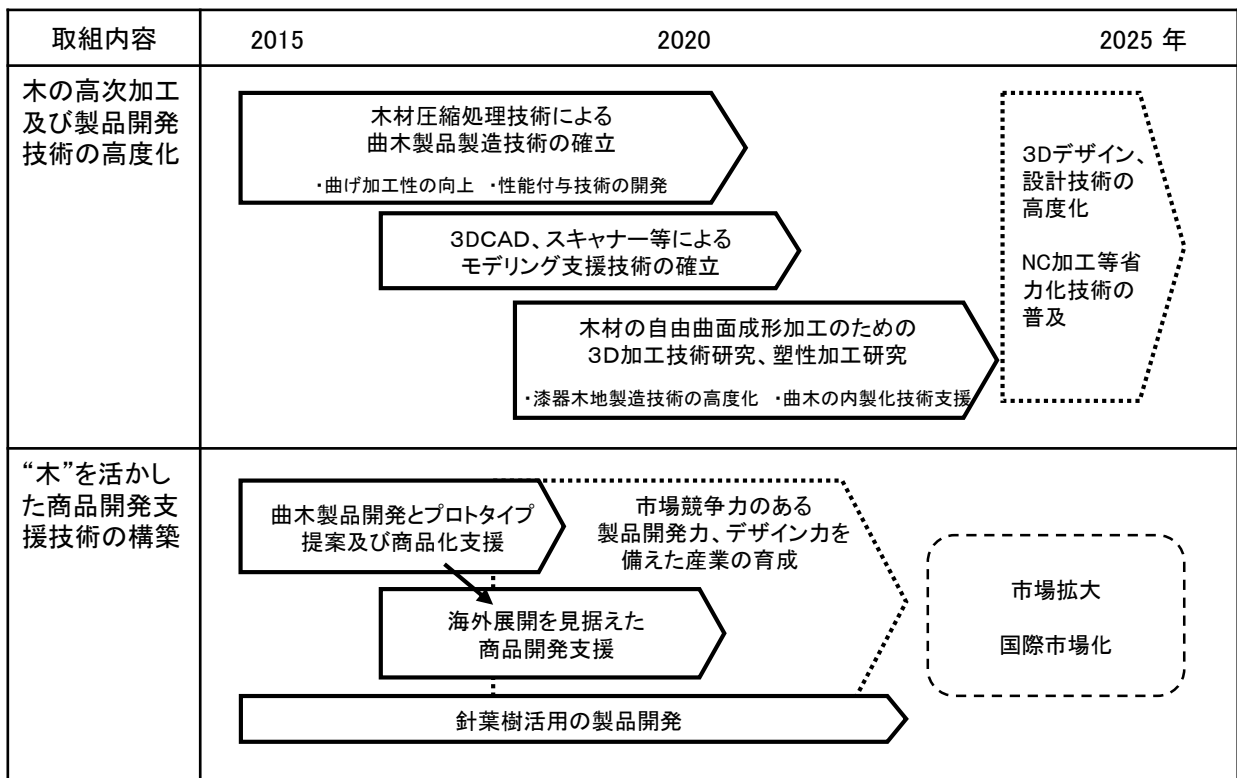 取組内容
2015
2020
2025 年
木の高次加工
及び製品開発
技術の高度化
木材圧縮処理技術による
曲木製品製造技術の確立
・曲げ加工性の向上 ・性能付与技術の開発
3DCAD、スキャナー等による
モデリング支援技術の確立
木材の自由曲面成形加工のための
3D加工技術研究、塑性加工研究
・漆器木地製造技術の高度化 ・曲木の内製化技術支援
3Dデザイン、
設計技術の
高度化
NC加工等省
力化技術の
普及
“木”を活かし
た商品開発支
援技術の構築
曲木製品開発とプロトタイプ
提案及び商品化支援
市場競争力のある
製品開発力、デザイン力を
備えた産業の育成
海外展開を見据えた
商品開発支援
針葉樹活用の製品開発
市場拡大
国際市場化